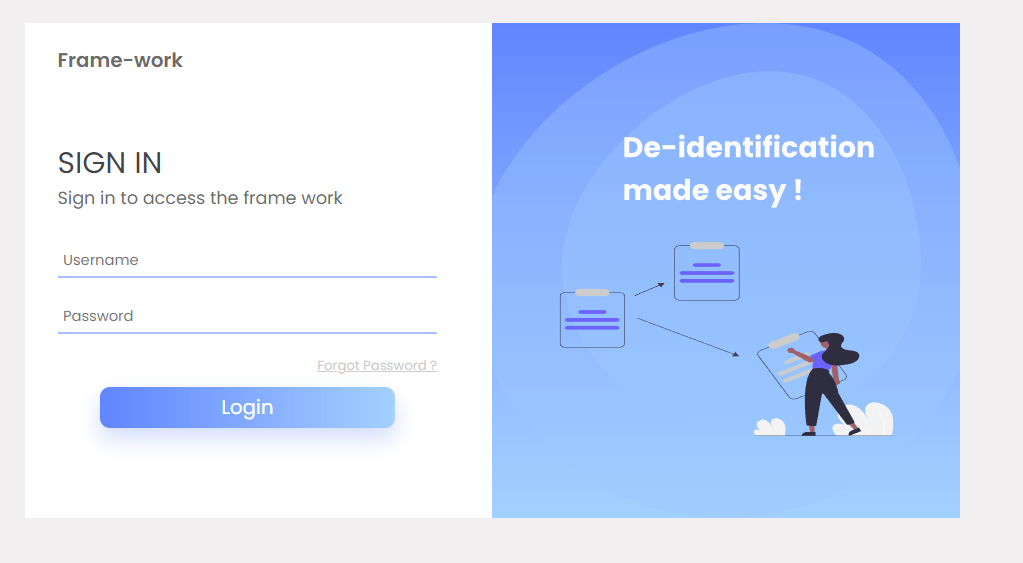 Frame-work
SIGN IN
Sign in to access the frame work
Username
Password
Forgot Password ?
Login
De-identification
made easy !